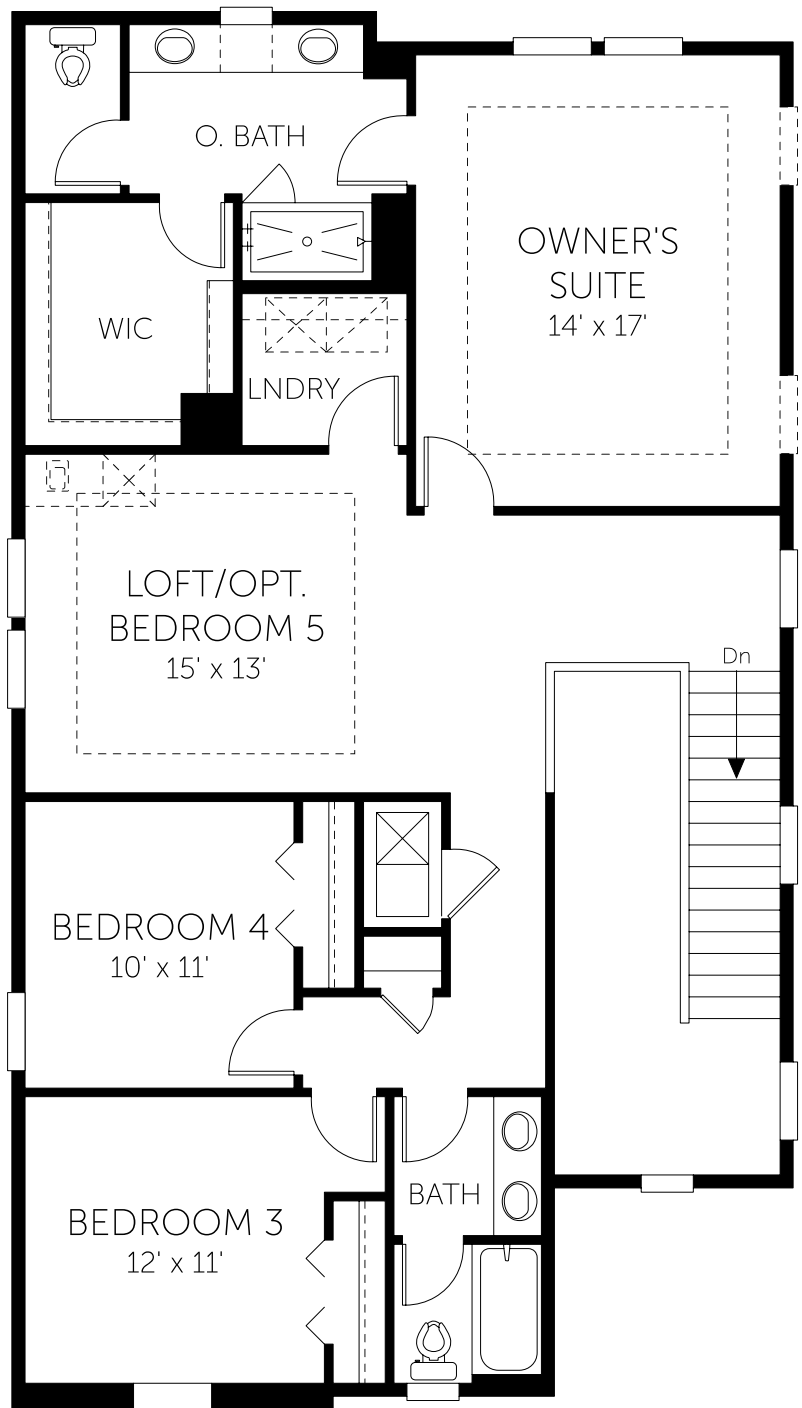 O. BATH
OWNER'S
SUITE
14' x 17'
WIC
LNDRY
LOFT/OPT.
BEDROOM 5
15' x 13'
Dn
BEDROOM 4
10' x 11'
BATH
BEDROOM 3
12' x 11'